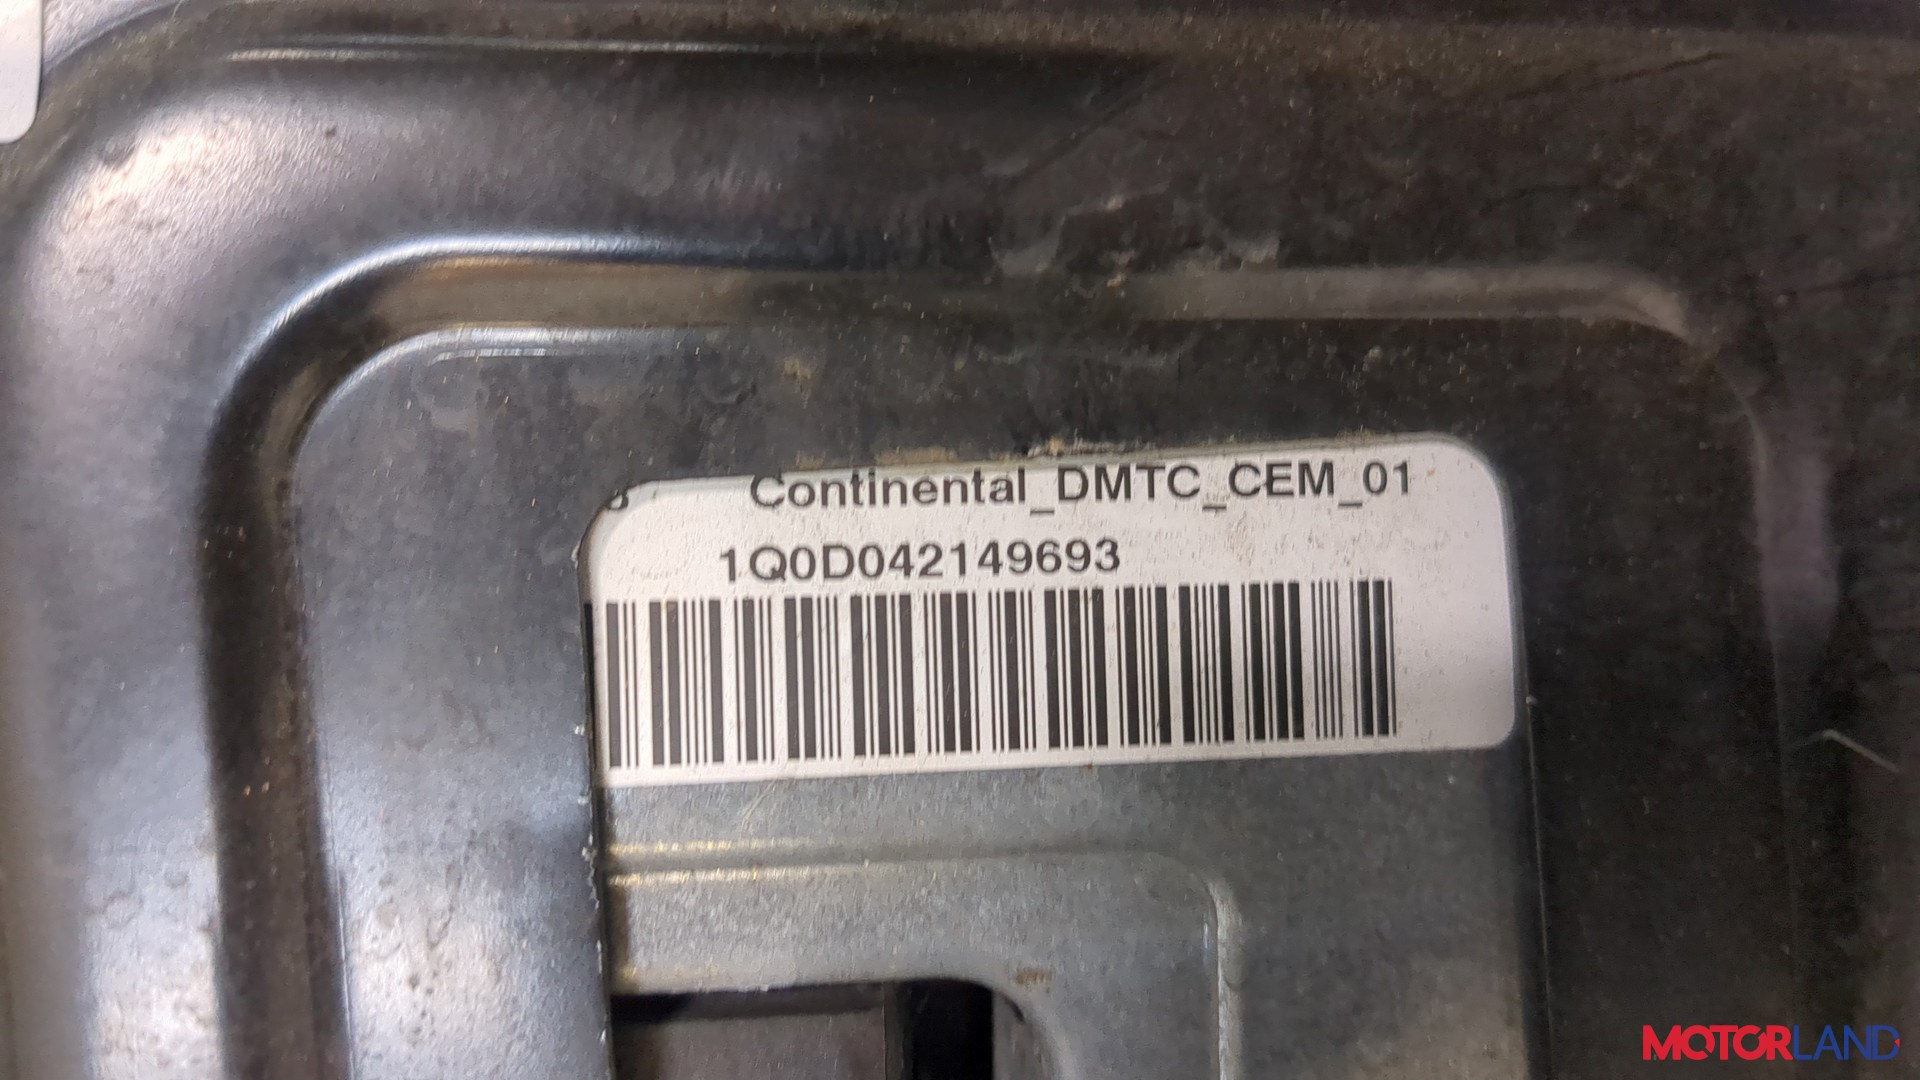 Continental_DMTC_CEM_01
1Q0D042149693
MOTORLAND